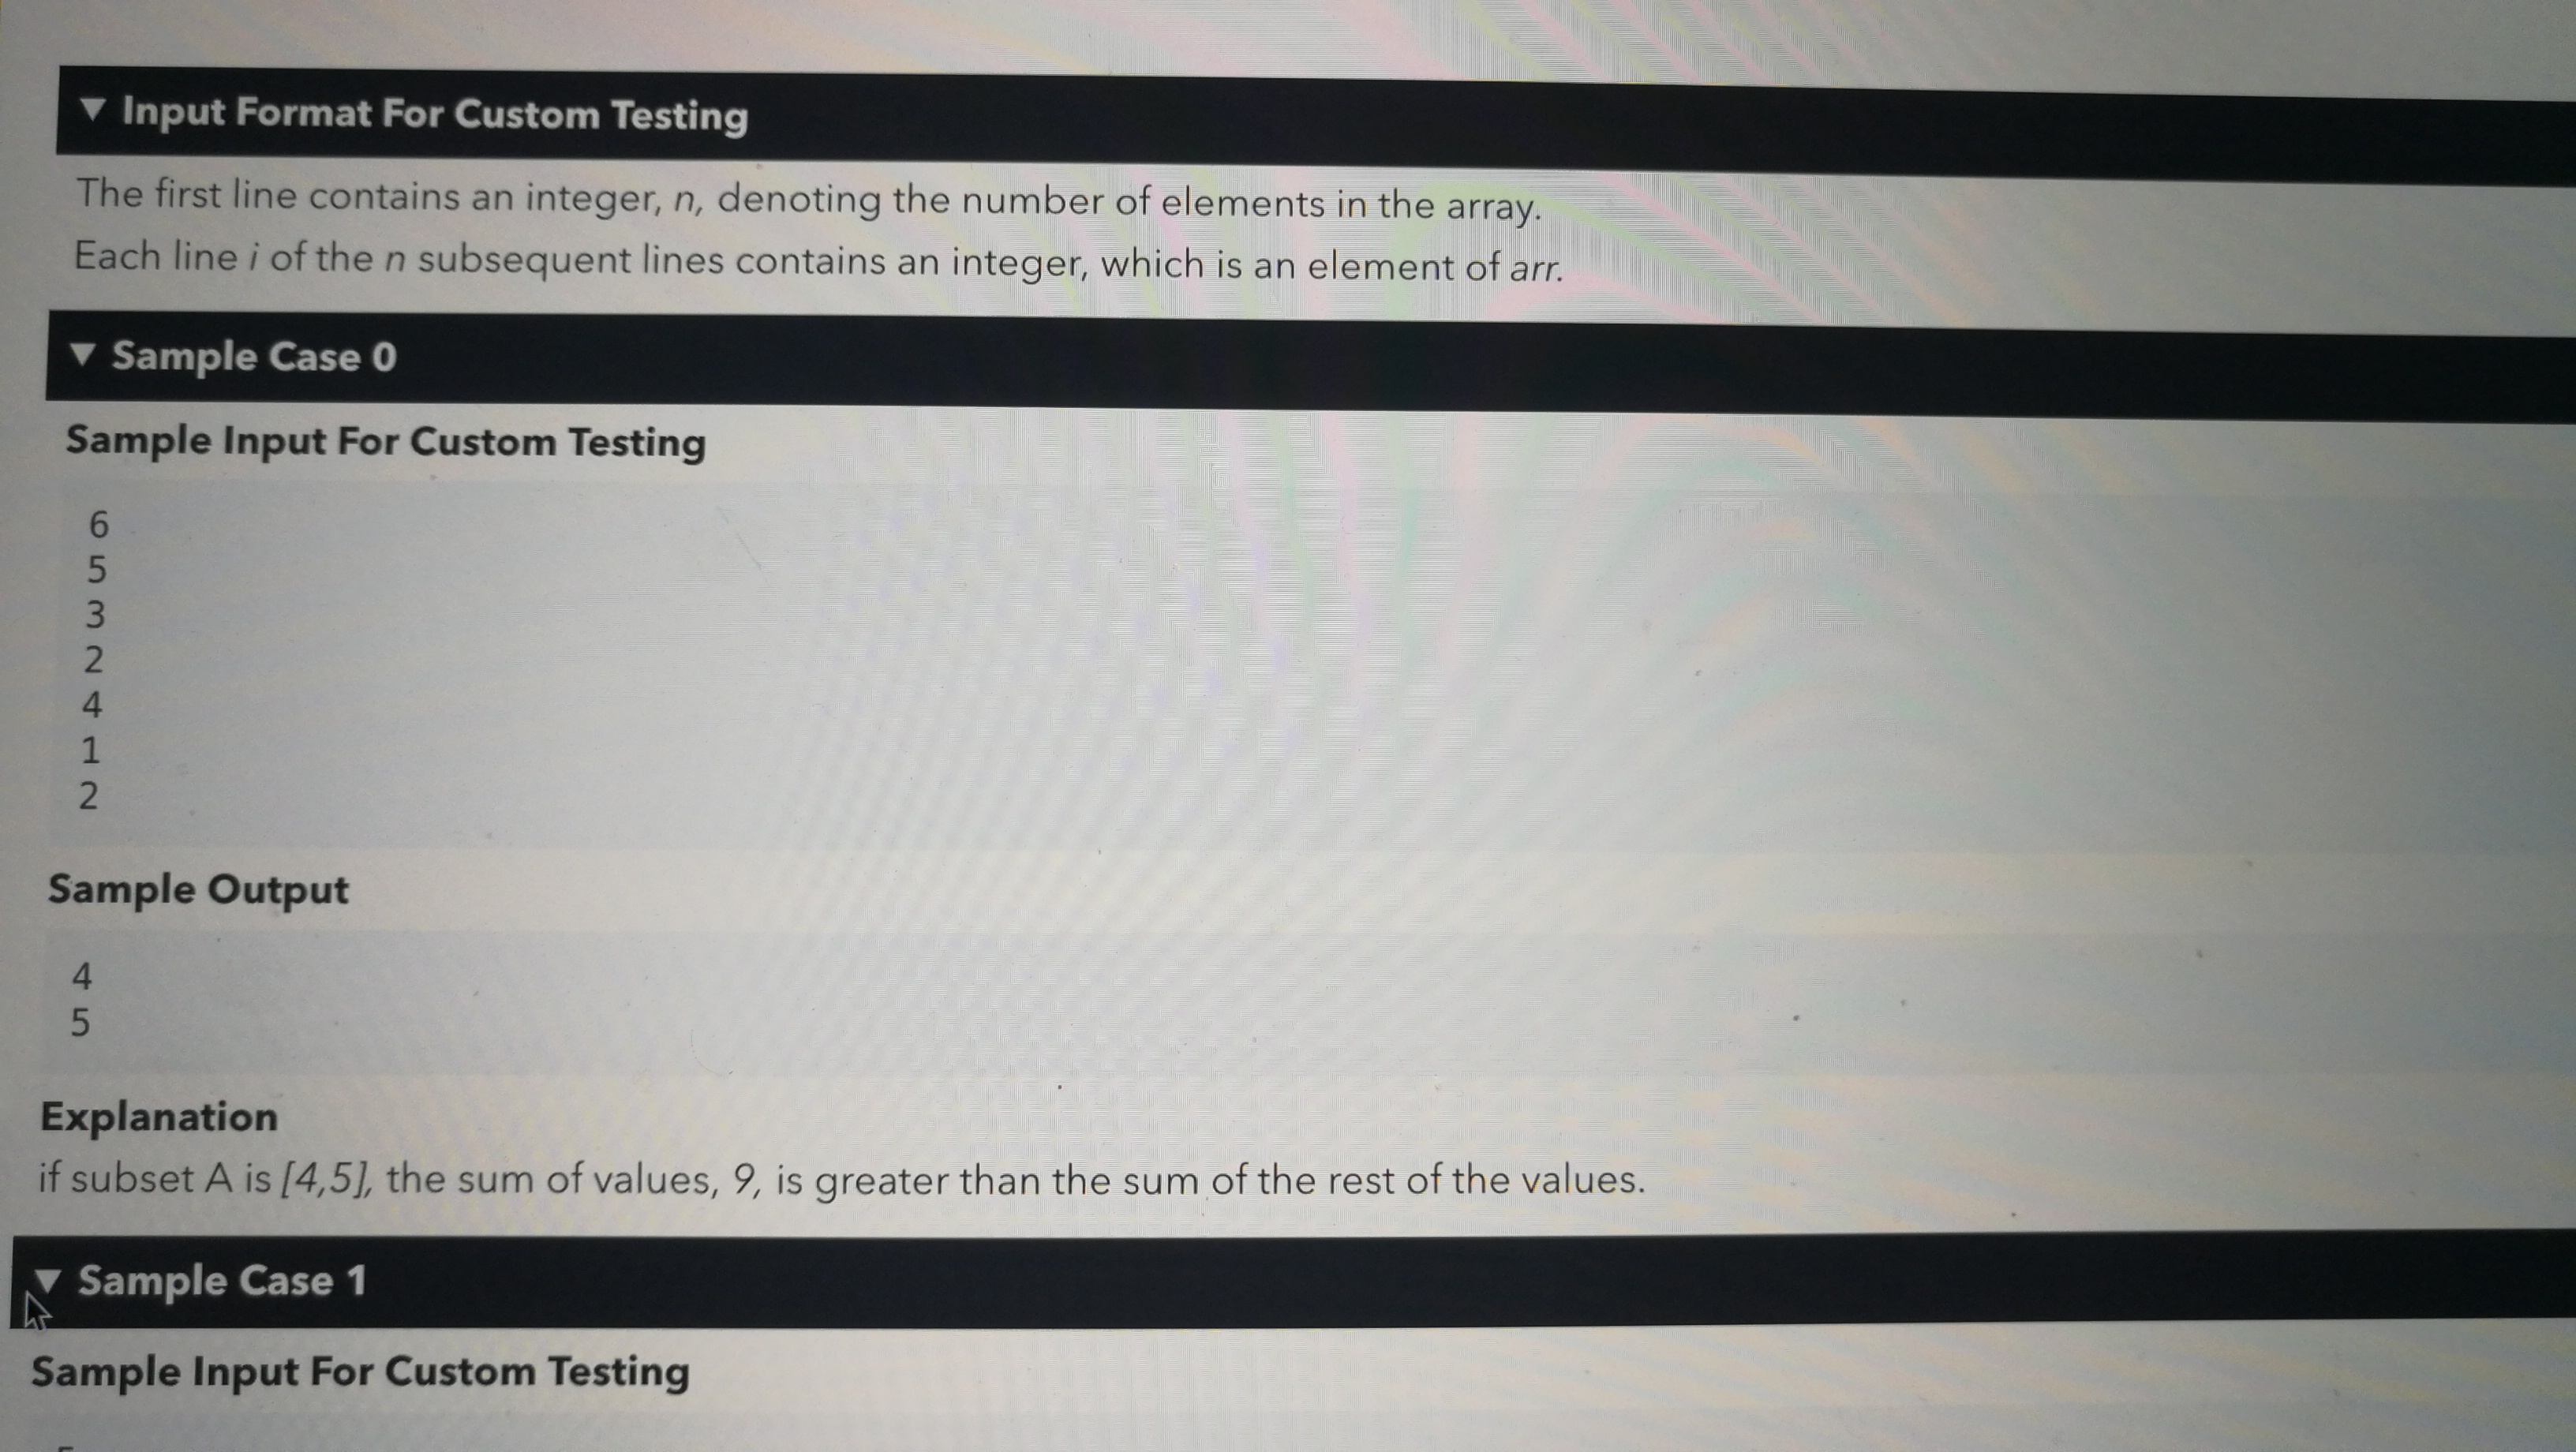 ▼ Input Format For Custom Testing
The first line contains an integer, n, denoting the number of elements in the array.
Each line i of the n subsequent lines contains an integer, which is an element of arr.
▼ Sample Case 0
Sample Input For Custom Testing
6
5
3
2
4
1
2
Sample Output
4
5
Explanation
if subset A is [4,5], the sum of values, 9, is greater than the sum of the rest of the values.
▼ Sample Case 1
Sample Input For Custom Testing